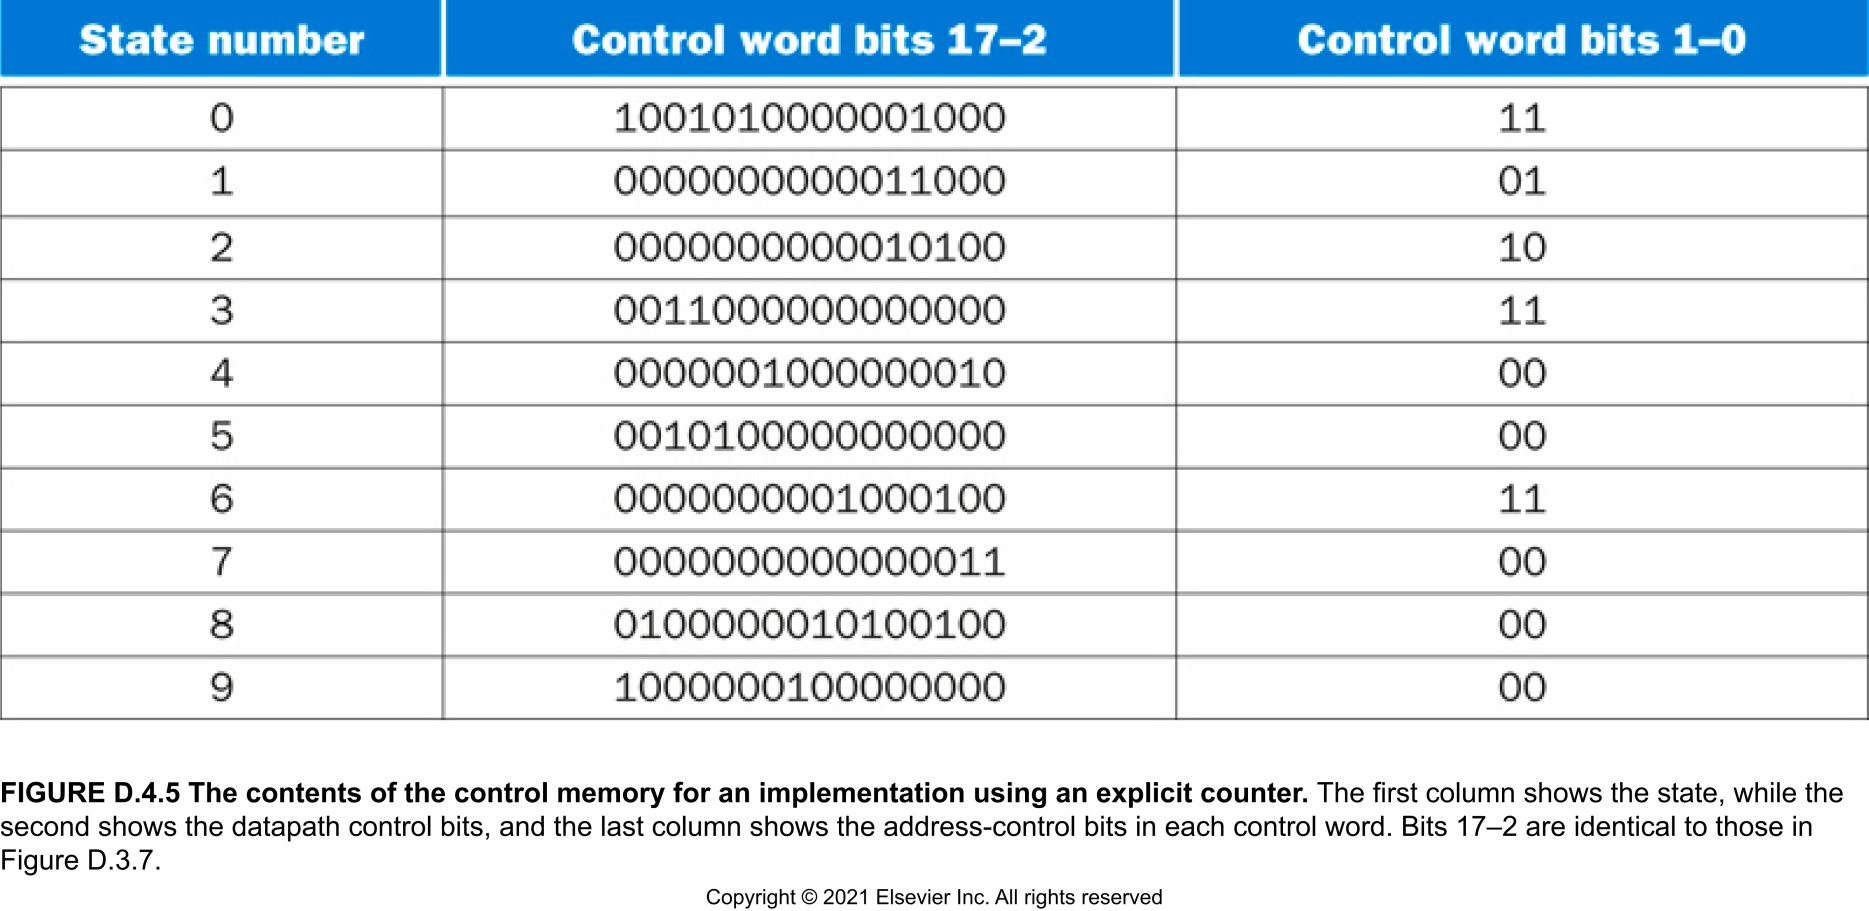 State number Control word bits 17–2 Control word bits 1–0
0 1001010000001000 11
1 0000000000011000 01
2 0000000000010100 10
3 0011000000000000 11
4 0000001000000010 00
5 0010100000000000 00
6 0000000001000100 11
7 0000000000000011 00
8 0100000010100100 00
9 1000000100000000 00
FIGURE D.4.5 The contents of the control memory for an implementation using an explicit counter. The first column shows the state, while the
second shows the datapath control bits, and the last column shows the address-control bits in each control word. Bits 17–2 are identical to those in
Figure D.3.7.
Copyright © 2021 Elsevier Inc. All rights reserved